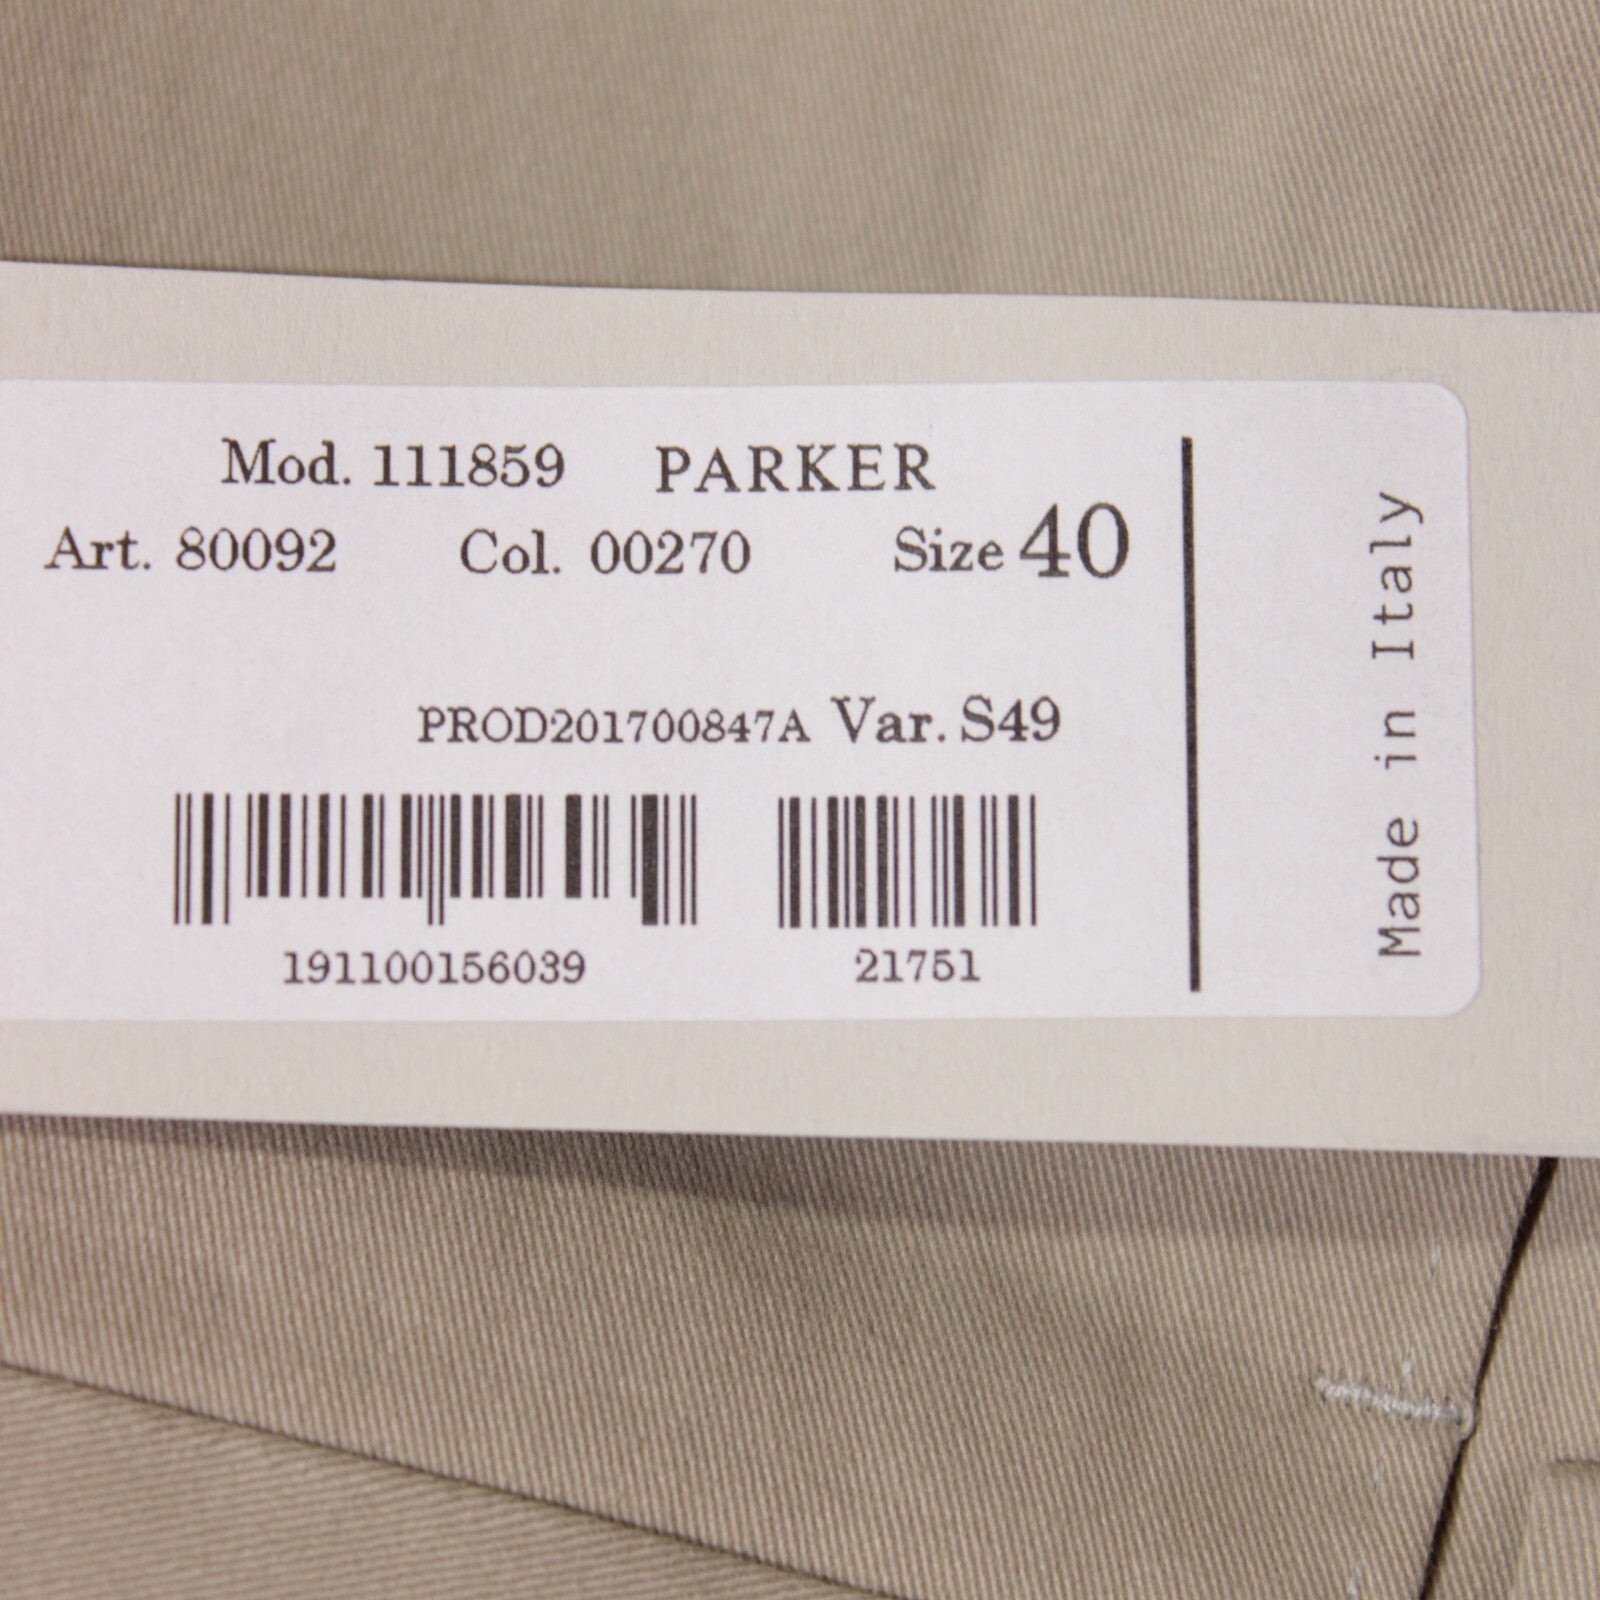 Mod. 111859 PARKER
Art. 80092 Col. 00270 Size 40
PROD201700847A Var. S49
191100156039 21751
Made in Italy